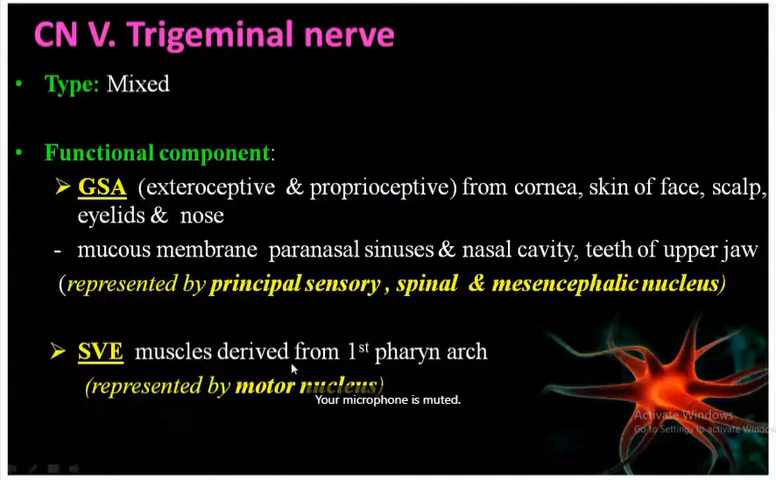 CN V. Trigeminal nerve
• Type: Mixed
• Functional component:
➢ GSA (exteroceptive & proprioceptive) from cornea, skin of face, scalp,
eyelids & nose
- mucous membrane paranasal sinuses & nasal cavity, teeth of upper jaw
(represented by principal sensory , spinal & mesencephalic nucleus)
➢ SVE muscles derived from 1st pharyn arch
(represented by motor nucleus)
Your microphone is muted.
Activate Windows
Go to Settings to activate Windows